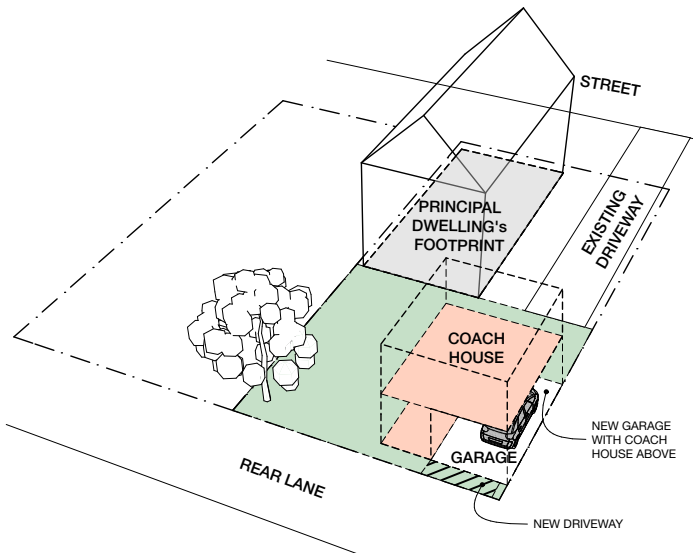 STREET
PRINCIPAL
DWELLING's
FOOTPRINT
EXISTING
DRIVEWAY
COACH
HOUSE
GARAGE
NEW GARAGE
WITH COACH
HOUSE ABOVE
REAR LANE
NEW DRIVEWAY